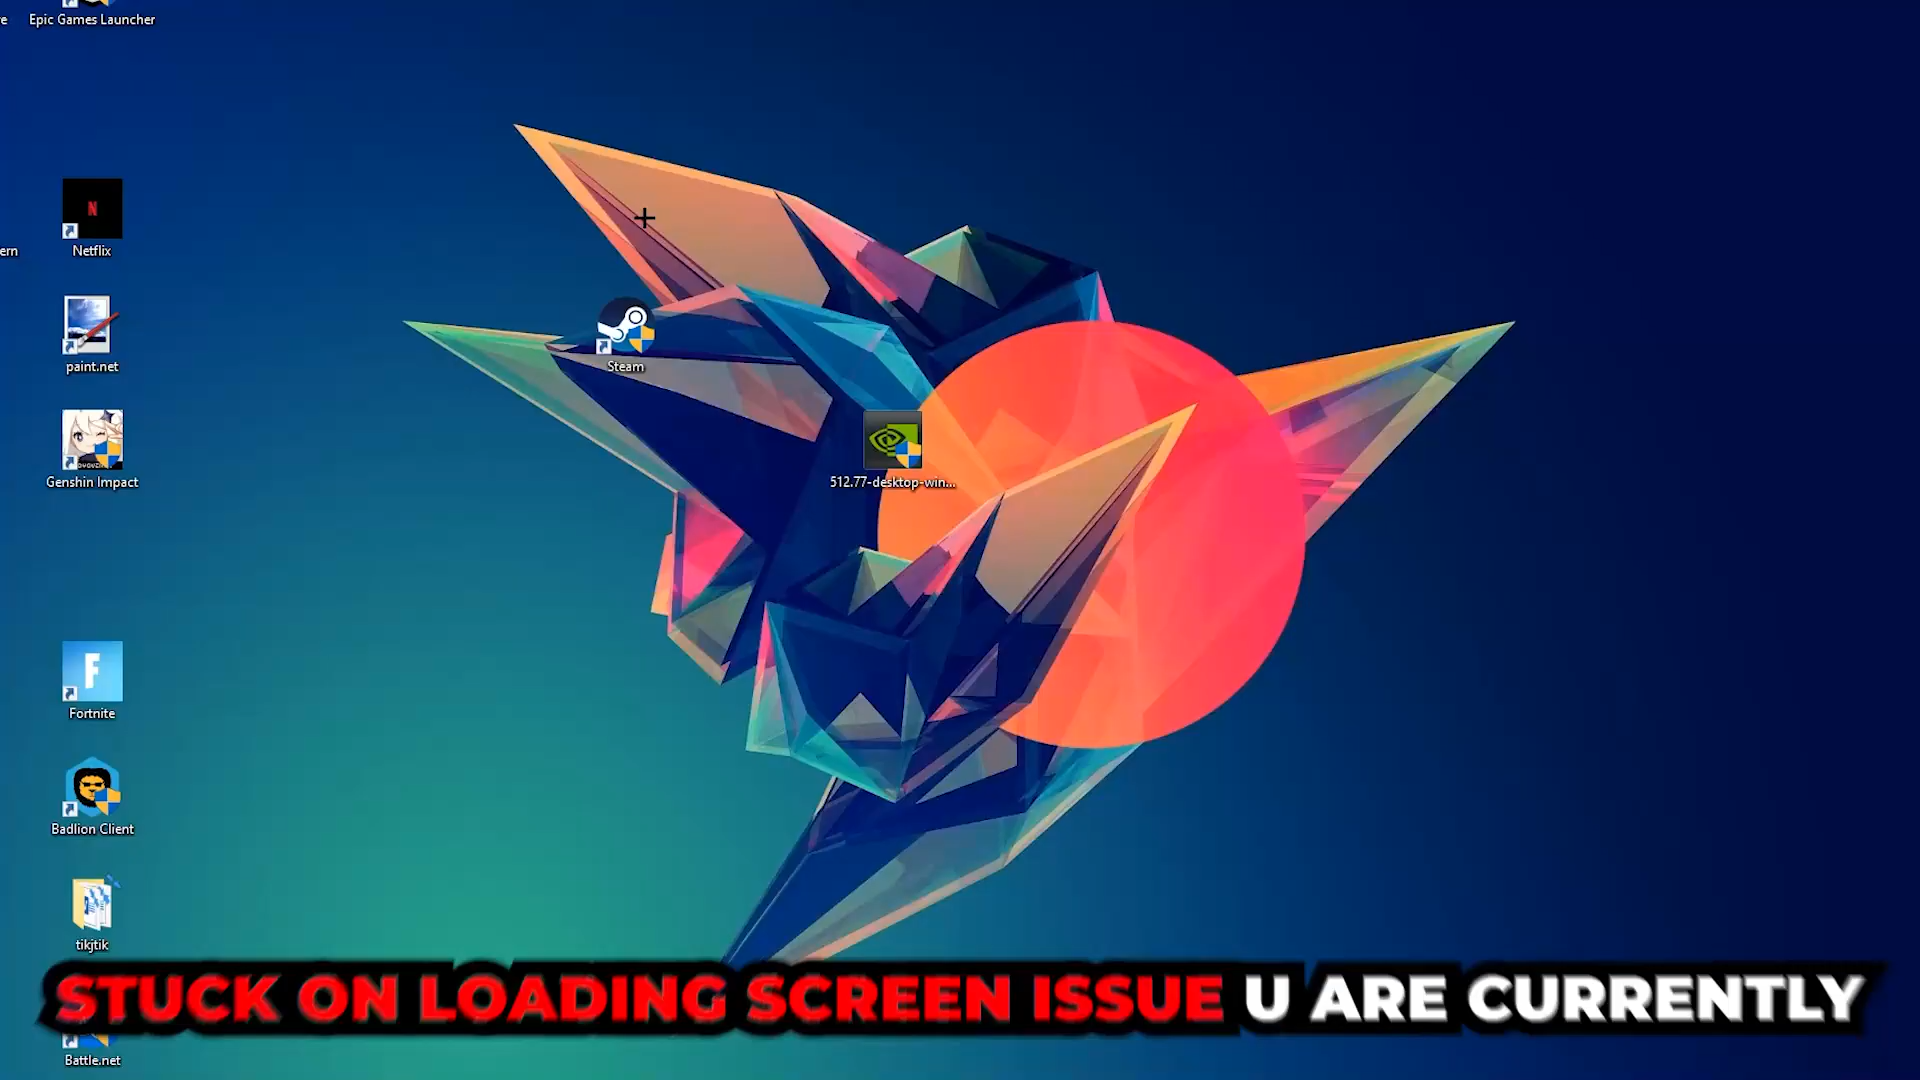 Epic Games Launcher
Netflix
ern
paint.net
Steam
Genshin Impact
512.77-desktop-win...
F
Fortnite
Badlion Client
tikjtik
STUCK ON LOADING SCREEN ISSUE U ARE CURRENTLY
Battle.net